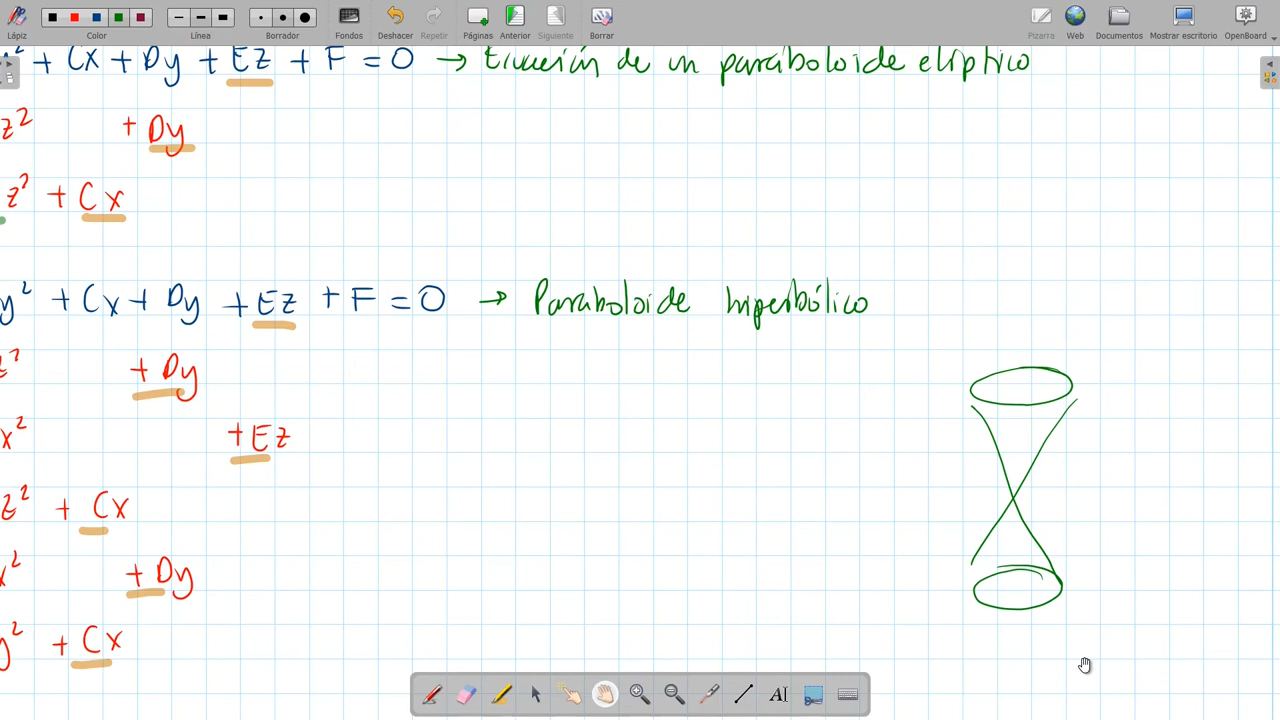 Lápiz Color Línea Borrador Fondos Deshacer Repetir Páginas Anterior Siguiente Borrar Pizarra Web Documentos Mostrar escritorio OpenBoard
+ Cx + Dy + Ez + F = 0 → Ecuación de un paraboloide elíptico
z² + Dy
z² + Cx
y² + Cx + Dy + Ez + F = 0 → Paraboloide hiperbólico
z² + Dy
x² + Ez
z² + Cx
x² + Dy
y² + Cx
AI